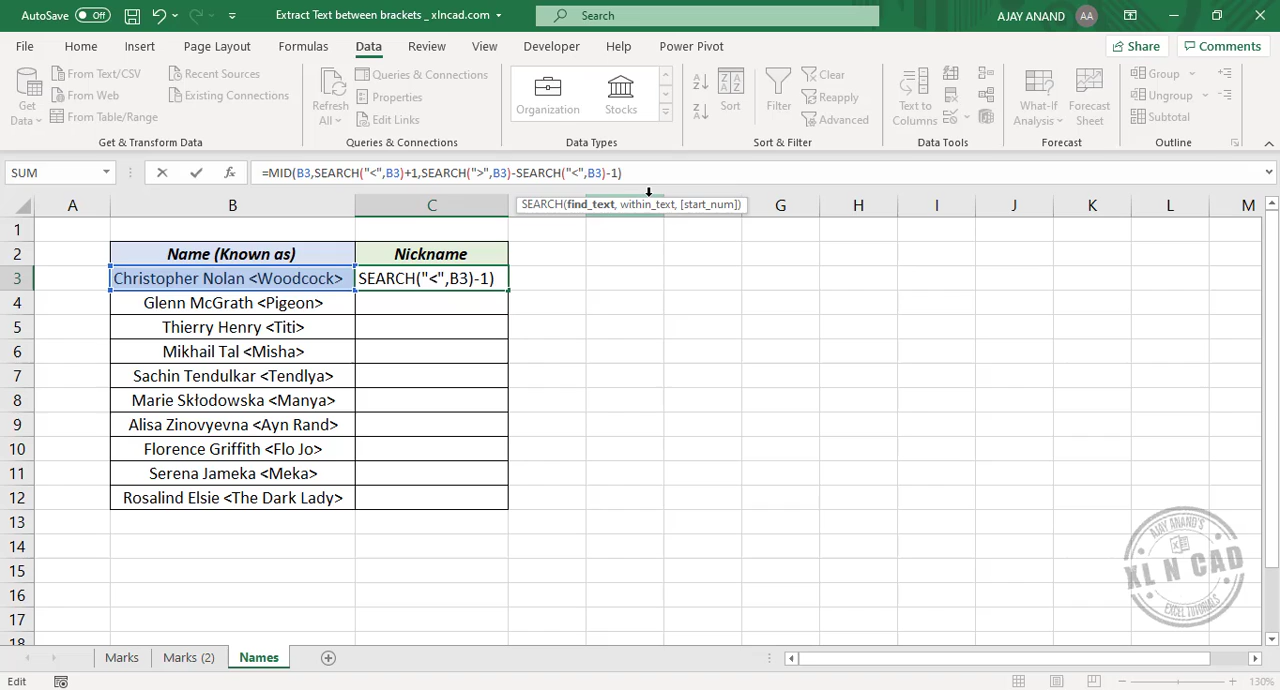 AutoSave Off Extract Text between brackets _ xlncad.com Search AJAY ANAND AA
File Home Insert Page Layout Formulas Data Review View Developer Help Power Pivot Share Comments
Get Data From Text/CSV From Web From Table/Range Recent Sources Existing Connections
Refresh All Queries & Connections Properties Edit Links
Organization Stocks
Sort Filter Clear Reapply Advanced
Text to Columns What-If Analysis Forecast Sheet Group Ungroup Subtotal
Get & Transform Data Queries & Connections Data Types Sort & Filter Data Tools Forecast Outline
SUM =MID(B3,SEARCH("<",B3)+1,SEARCH(">",B3)-SEARCH("<",B3)-1)
SEARCH(find_text, within_text, [start_num])
A B C G H I J K L M
1
2 Name (Known as) Nickname
3 Christopher Nolan <Woodcock> SEARCH("<",B3)-1)
4 Glenn McGrath <Pigeon>
5 Thierry Henry <Titi>
6 Mikhail Tal <Misha>
7 Sachin Tendulkar <Tendlya>
8 Marie Skłodowska <Manya>
9 Alisa Zinovyevna <Ayn Rand>
10 Florence Griffith <Flo Jo>
11 Serena Jameka <Meka>
12 Rosalind Elsie <The Dark Lady>
13
14
15
16
17
18
AJAY ANAND'S
XL N CAD
EXCEL TUTORIALS
Marks Marks (2) Names
Edit 130%